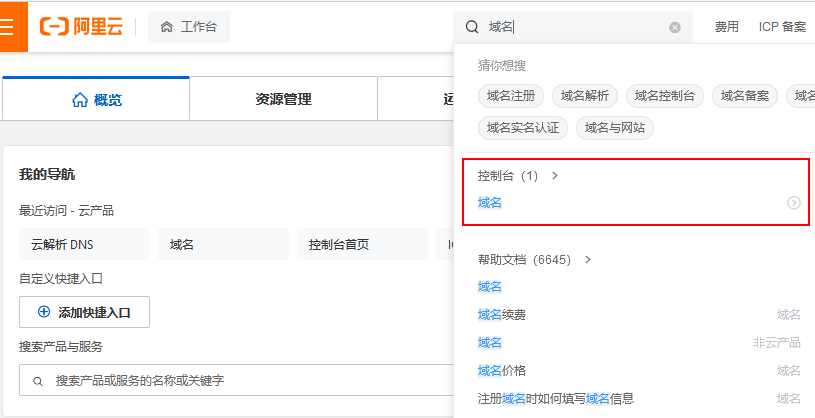 阿里云 工作台 域名 费用 ICP 备案
猜你想搜
域名注册 域名解析 域名控制台 域名备案 域名
域名实名认证 域名与网站
控制台（1）
域名
帮助文档（6645）
域名
域名续费 域名
域名 非云产品
域名价格 域名
注册域名时如何填写域名信息 域名
概览 资源管理 运
我的导航
最近访问 - 云产品
云解析 DNS 域名 控制台首页
自定义快捷入口
添加快捷入口
搜索产品与服务
搜索产品或服务的名称或关键字